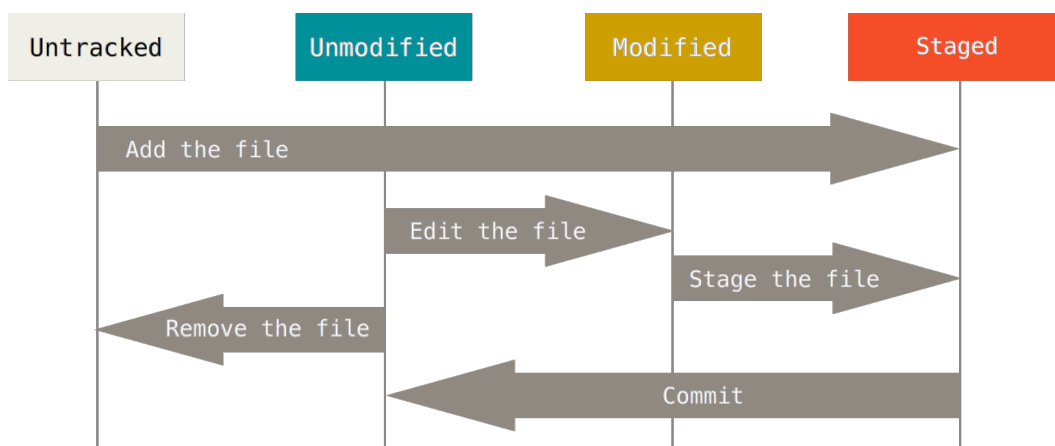 Untracked
Unmodified
Modified
Staged
Add the file
Edit the file
Stage the file
Remove the file
Commit